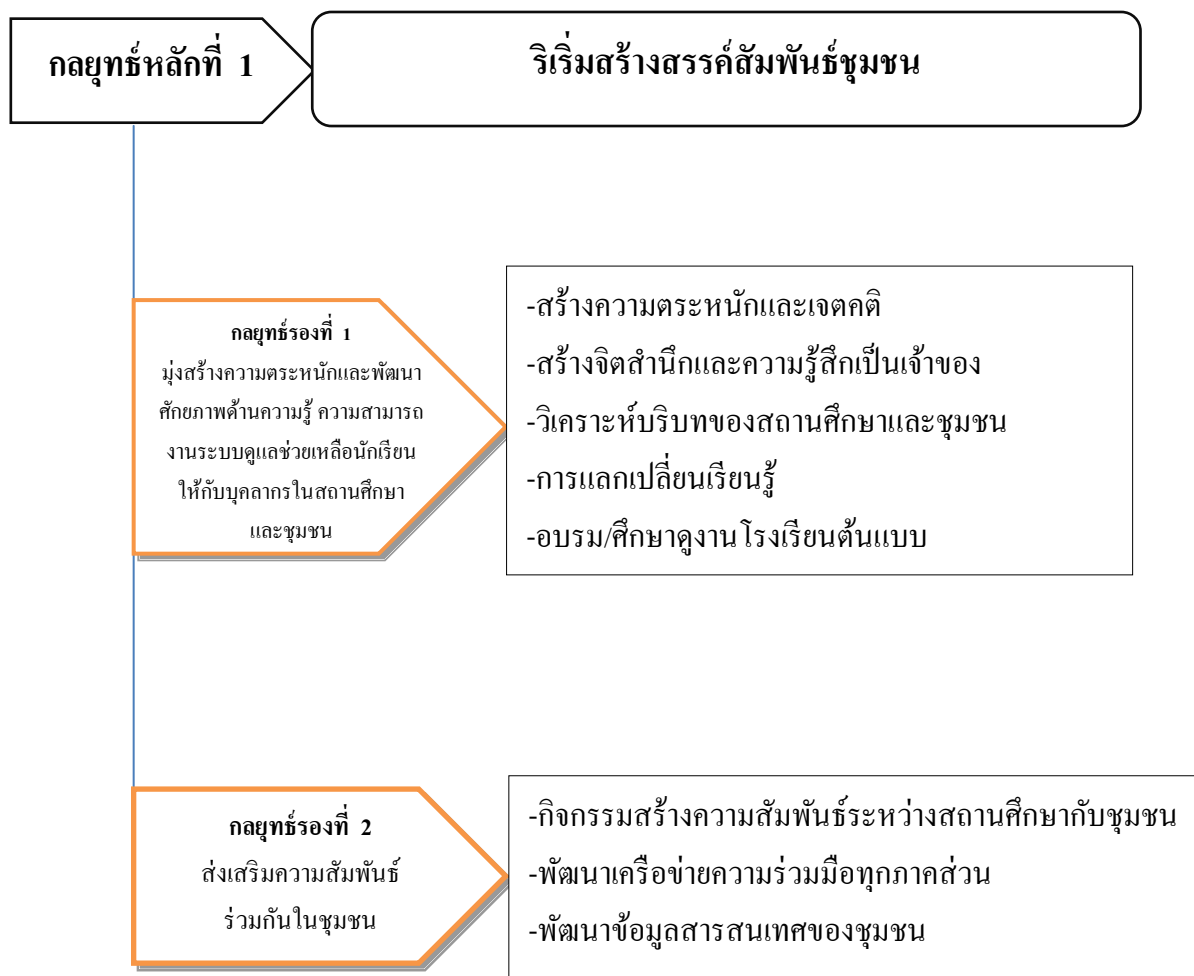 กลยุทธ์หลักที่ 1
ริเริ่มสร้างสรรค์สัมพันธ์ชุมชน
กลยุทธ์รองที่ 1
มุ่งสร้างความตระหนักและพัฒนา
ศักยภาพด้านความรู้ ความสามารถ
งานระบบดูแลช่วยเหลือนักเรียน
ให้กับบุคลากรในสถานศึกษา
และชุมชน
-สร้างความตระหนักและเจตคติ
-สร้างจิตสำนึกและความรู้สึกเป็นเจ้าของ
-วิเคราะห์บริบทของสถานศึกษาและชุมชน
-การแลกเปลี่ยนเรียนรู้
-อบรม/ศึกษาดูงานโรงเรียนต้นแบบ
กลยุทธ์รองที่ 2
ส่งเสริมความสัมพันธ์
ร่วมกันในชุมชน
-กิจกรรมสร้างความสัมพันธ์ระหว่างสถานศึกษากับชุมชน
-พัฒนาเครือข่ายความร่วมมือทุกภาคส่วน
-พัฒนาข้อมูลสารสนเทศของชุมชน